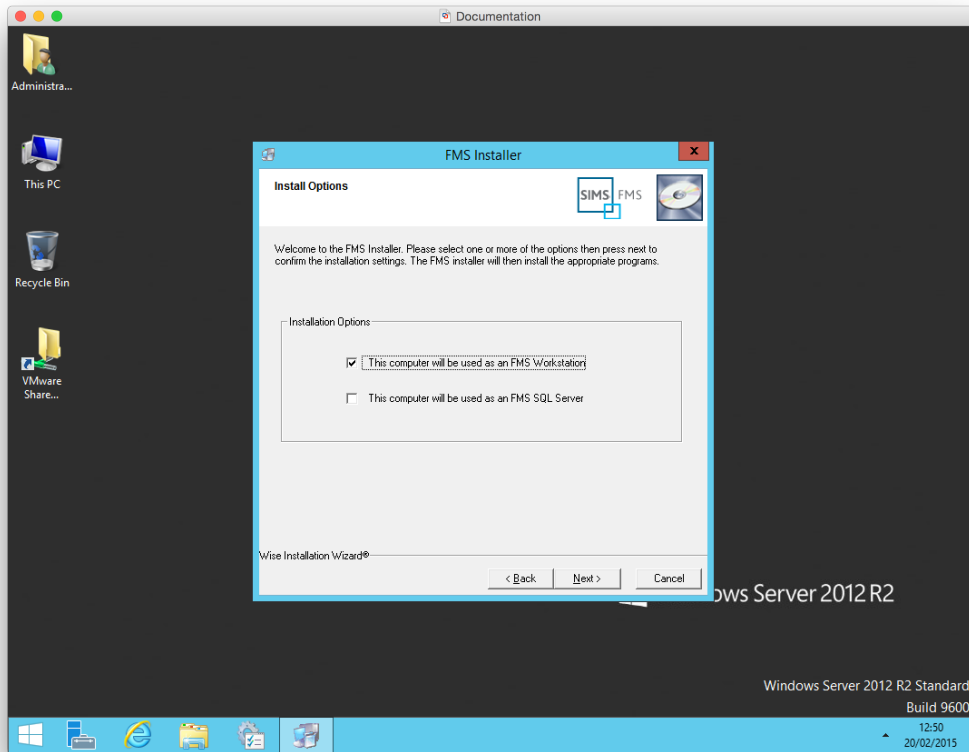 Documentation
Administra...
This PC
Recycle Bin
VMware
Share...
FMS Installer
x
Install Options
SIMS FMS
Welcome to the FMS Installer. Please select one or more of the options then press next to
confirm the installation settings. The FMS installer will then install the appropriate programs.
Installation Options
This computer will be used as an FMS Workstation
This computer will be used as an FMS SQL Server
Wise Installation Wizard®
< Back
Next >
Cancel
ows Server 2012 R2
Windows Server 2012 R2 Standard
Build 9600
12:50
20/02/2015